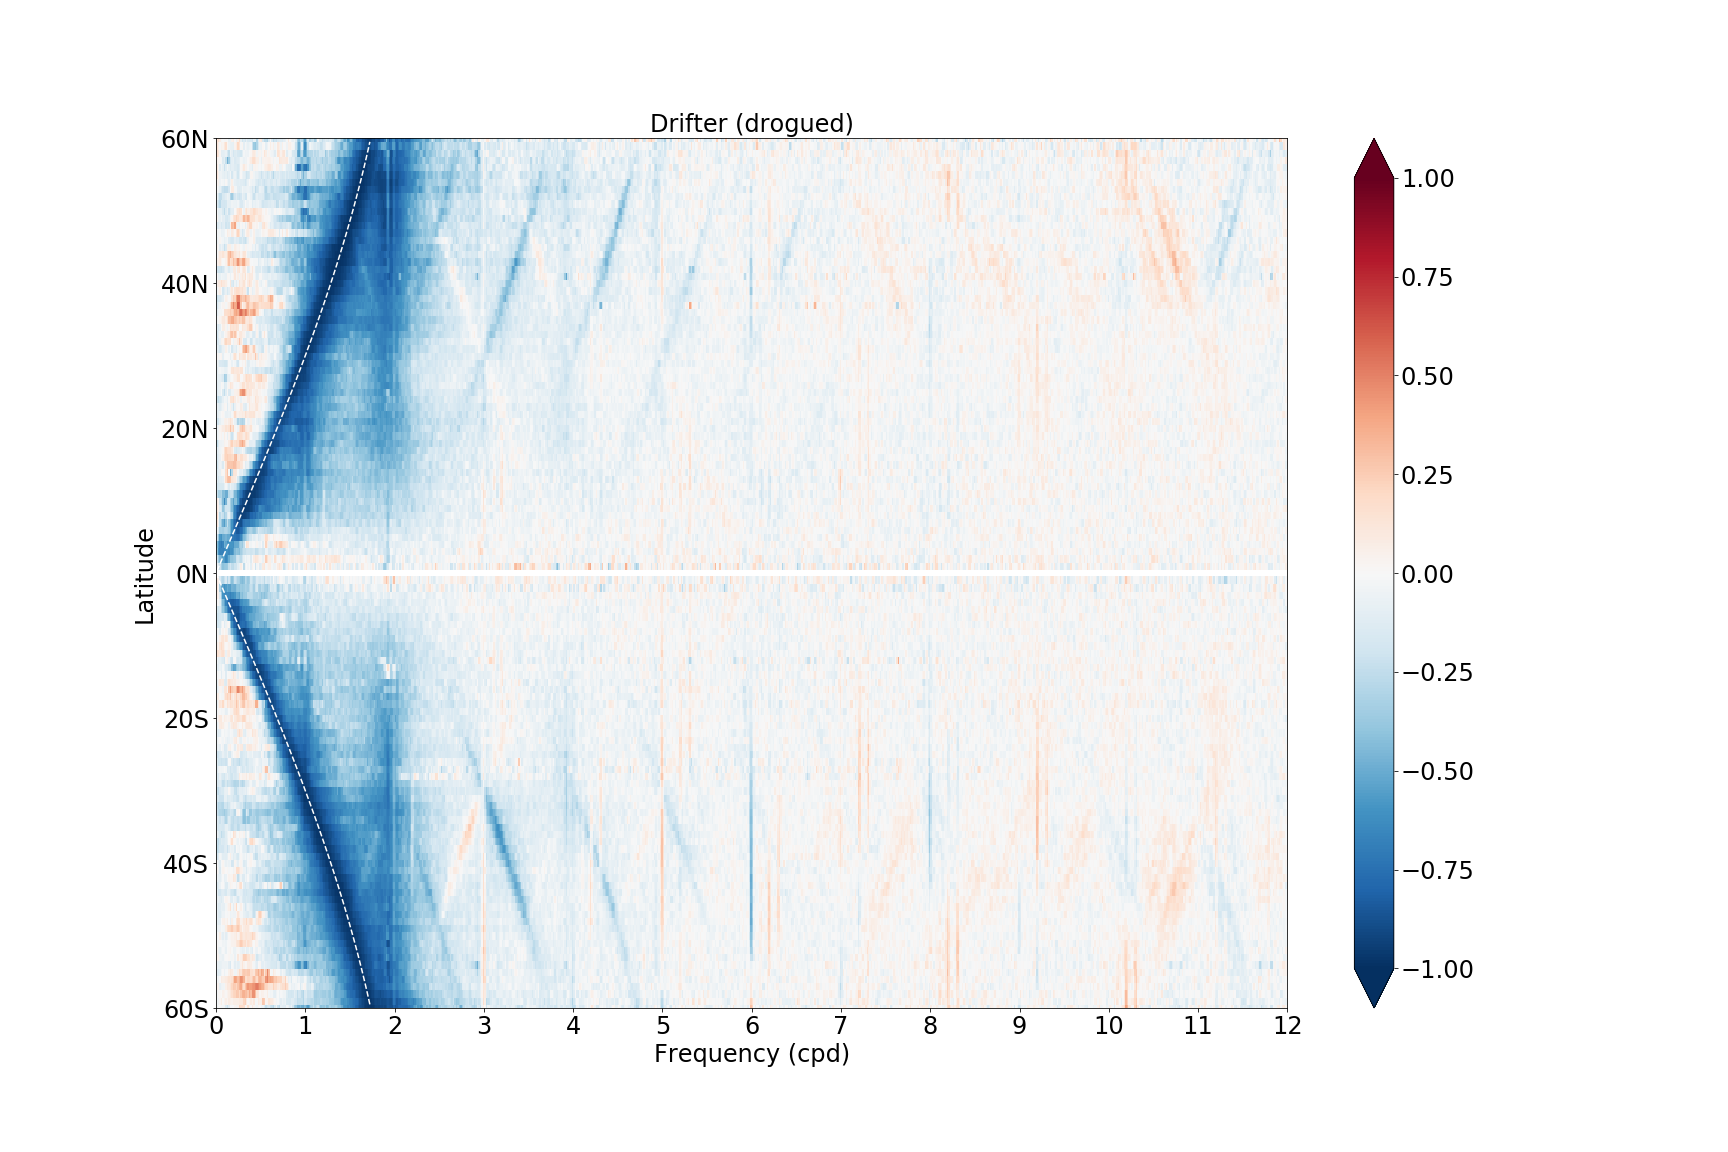 Drifter (drogued)
60N
40N
20N
0N
20S
40S
60S
Latitude
0 1 2 3 4 5 6 7 8 9 10 11 12
Frequency (cpd)
1.00
0.75
0.50
0.25
0.00
−0.25
−0.50
−0.75
−1.00